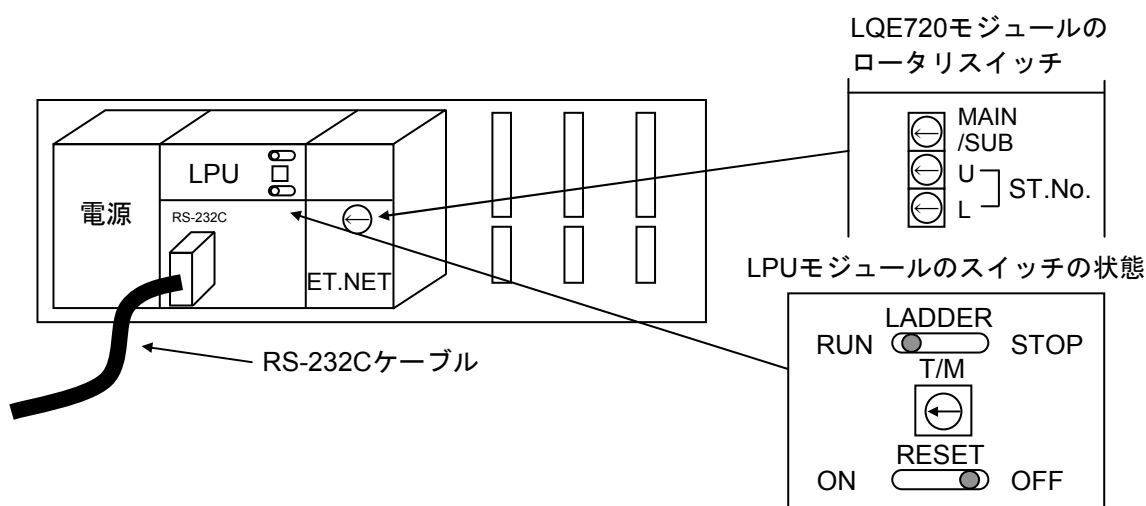 LQE720モジュールの
ロータリスイッチ
MAIN
/SUB
U
L
ST.No.
電源
LPU
RS-232C
ET.NET
RS-232Cケーブル
LPUモジュールのスイッチの状態
LADDER
RUN
STOP
T/M
RESET
ON
OFF